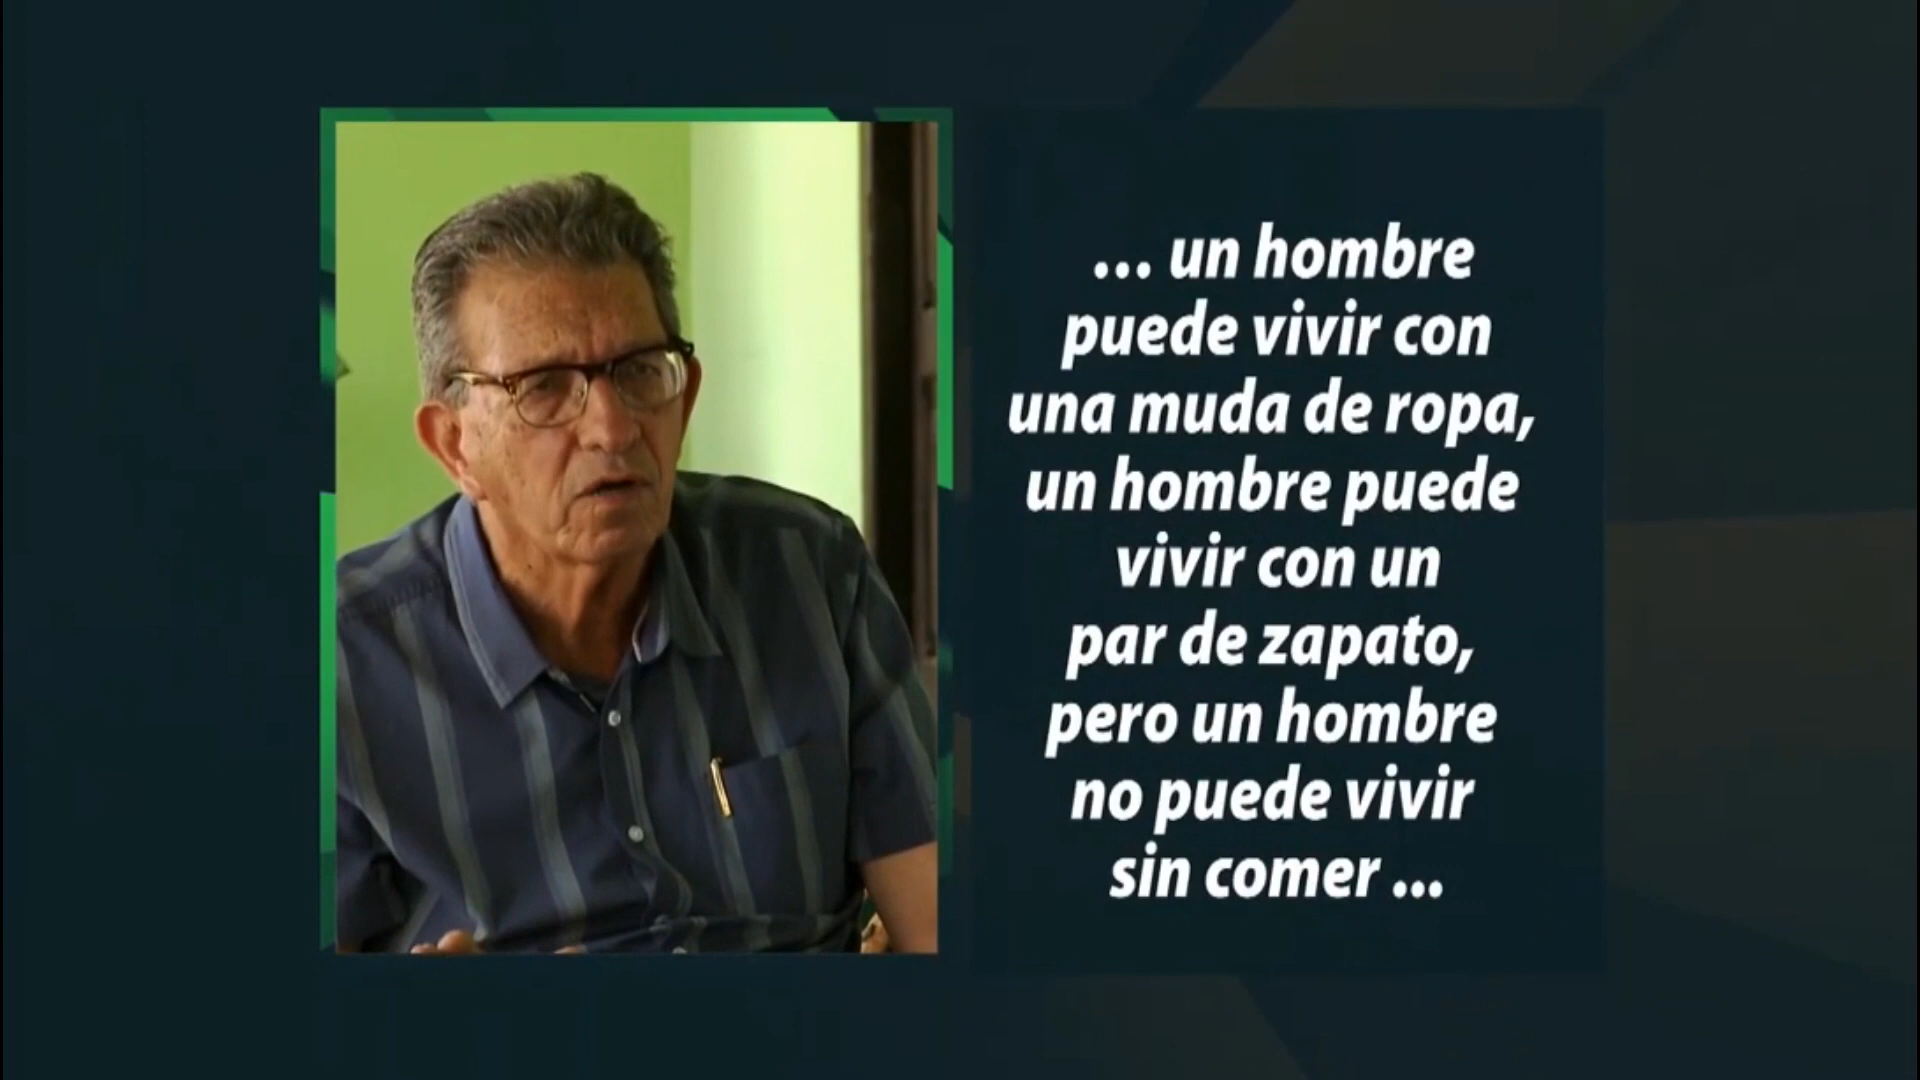 ... un hombre
puede vivir con
una muda de ropa,
un hombre puede
vivir con un
par de zapato,
pero un hombre
no puede vivir
sin comer ...